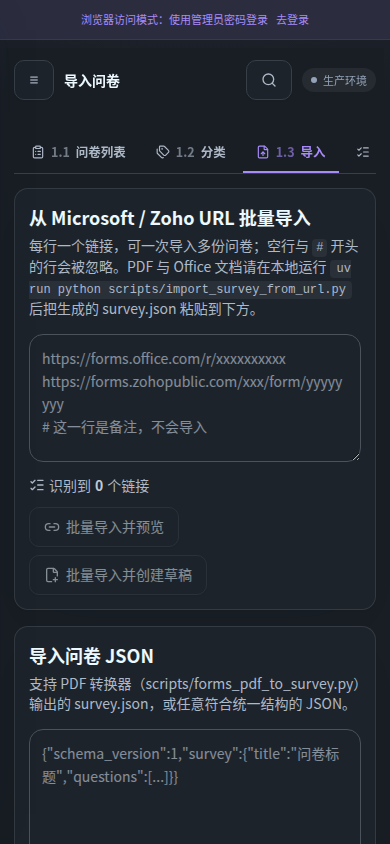 浏览器访问模式：使用管理员密码登录 去登录
导入问卷
生产环境
1.1 问卷列表
1.2 分类
1.3 导入
从 Microsoft / Zoho URL 批量导入
每行一个链接，可一次导入多份问卷；空行与 # 开头
的行会被忽略。PDF 与 Office 文档请在本地运行 uv
run python scripts/import_survey_from_url.py
后把生成的 survey.json 粘贴到下方。
https://forms.office.com/r/xxxxxxxxxx
https://forms.zohopublic.com/xxx/form/yyyyy
yyy
# 这一行是备注，不会导入
识别到 0 个链接
批量导入并预览
批量导入并创建草稿
导入问卷 JSON
支持 PDF 转换器（scripts/forms_pdf_to_survey.py）
输出的 survey.json，或任意符合统一结构的 JSON。
{"schema_version":1,"survey":{"title":"问卷标
题","questions":[...]}}